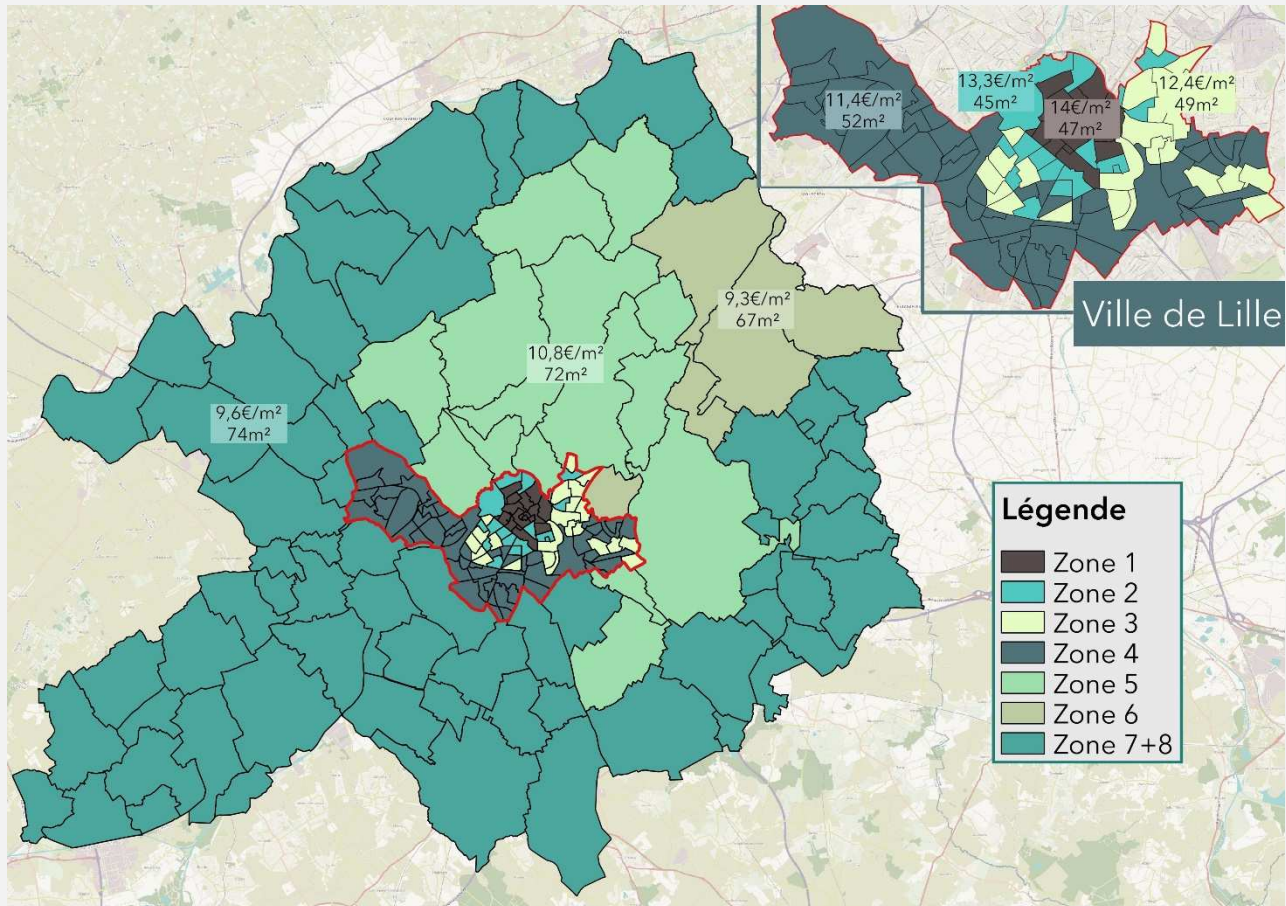 11,4€/m²
52m²
13,3€/m²
45m²
14€/m²
47m²
12,4€/m²
49m²
Ville de Lille
9,3€/m²
67m²
10,8€/m²
72m²
9,6€/m²
74m²
Légende
Zone 1
Zone 2
Zone 3
Zone 4
Zone 5
Zone 6
Zone 7+8